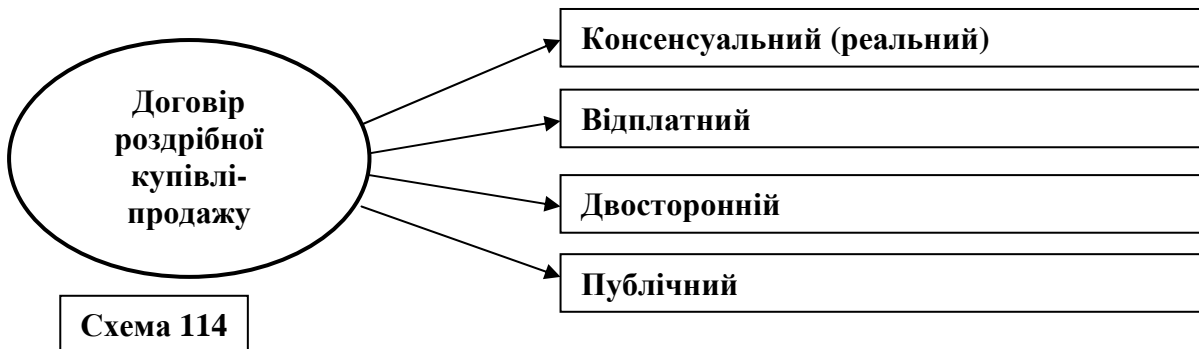 Договір
роздрібної
купівлі-
продажу
Консенсуальний (реальний)
Відплатний
Двосторонній
Публічний
Схема 114